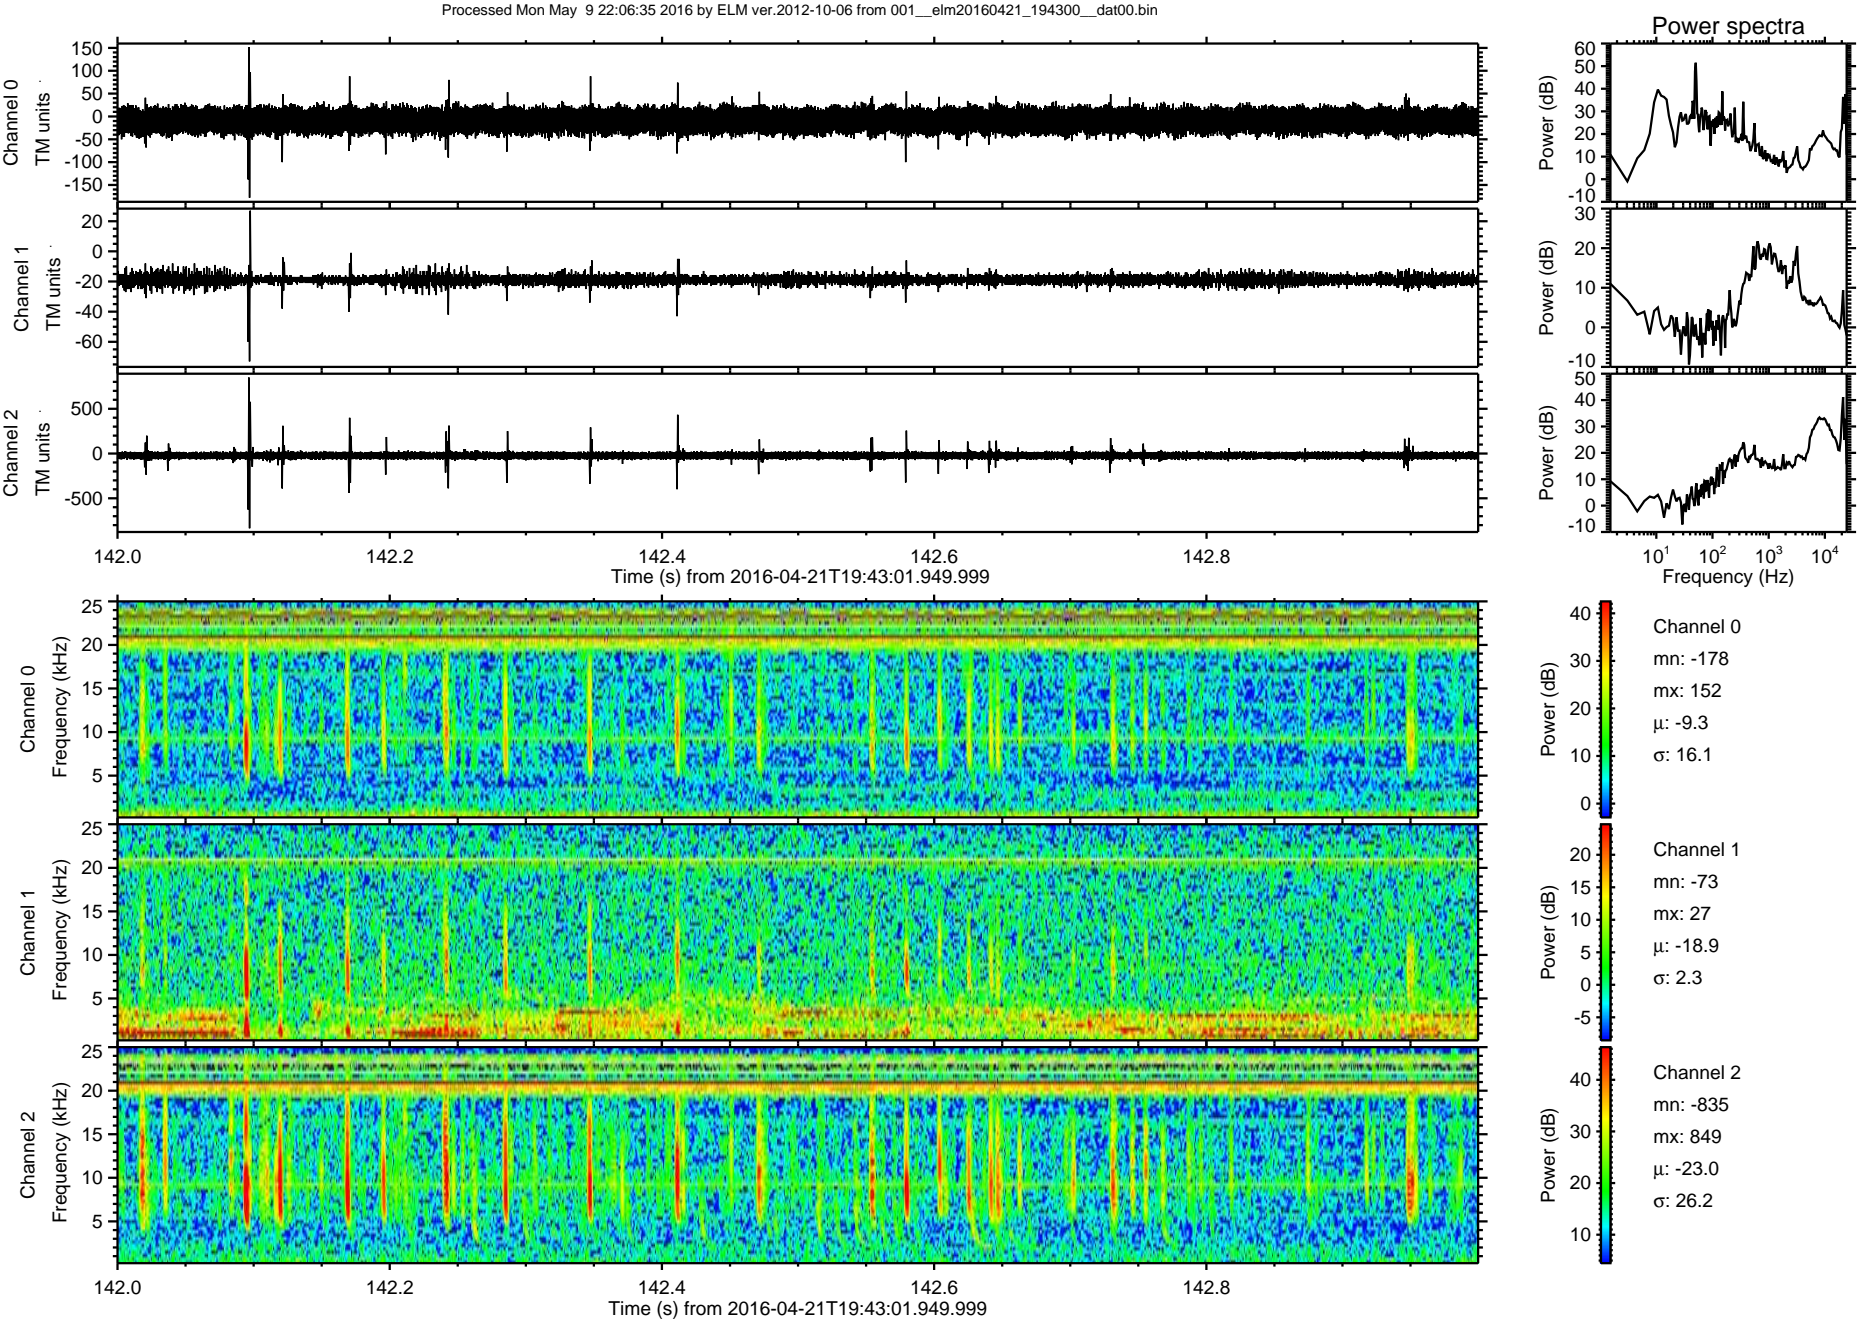 Processed Mon May  9 22:06:35 2016 by ELM ver.2012-10-06 from 001__elm20160421_194300__dat00.bin
Power spectra
Channel 0
TM units
150
100
50
0
-50
-100
-150
Power (dB)
60
50
40
30
20
10
0
-10
Channel 1
TM units
20
0
-20
-40
-60
Power (dB)
30
20
10
0
-10
Channel 2
TM units
500
0
-500
Power (dB)
50
40
30
20
10
0
-10
142.0 142.2 142.4 142.6 142.8
Time (s) from 2016-04-21T19:43:01.949.999
10^1 10^2 10^3 10^4
Frequency (Hz)
Channel 0
Frequency (kHz)
25
20
15
10
5
Power (dB)
40
30
20
10
0
Channel 0
mn: -178
mx: 152
μ: -9.3
σ: 16.1
Channel 1
Frequency (kHz)
25
20
15
10
5
Power (dB)
20
15
10
5
0
-5
Channel 1
mn: -73
mx: 27
μ: -18.9
σ: 2.3
Channel 2
Frequency (kHz)
25
20
15
10
5
Power (dB)
40
30
20
10
Channel 2
mn: -835
mx: 849
μ: -23.0
σ: 26.2
142.0 142.2 142.4 142.6 142.8
Time (s) from 2016-04-21T19:43:01.949.999